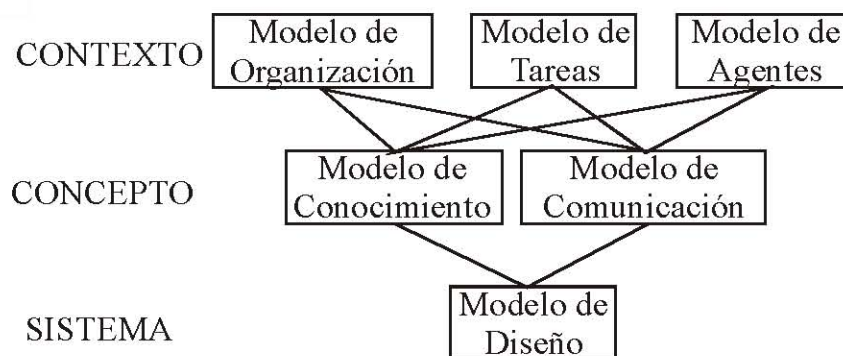 CONTEXTO
Modelo de
Organización
Modelo de
Tareas
Modelo de
Agentes
CONCEPTO
Modelo de
Conocimiento
Modelo de
Comunicación
SISTEMA
Modelo de
Diseño